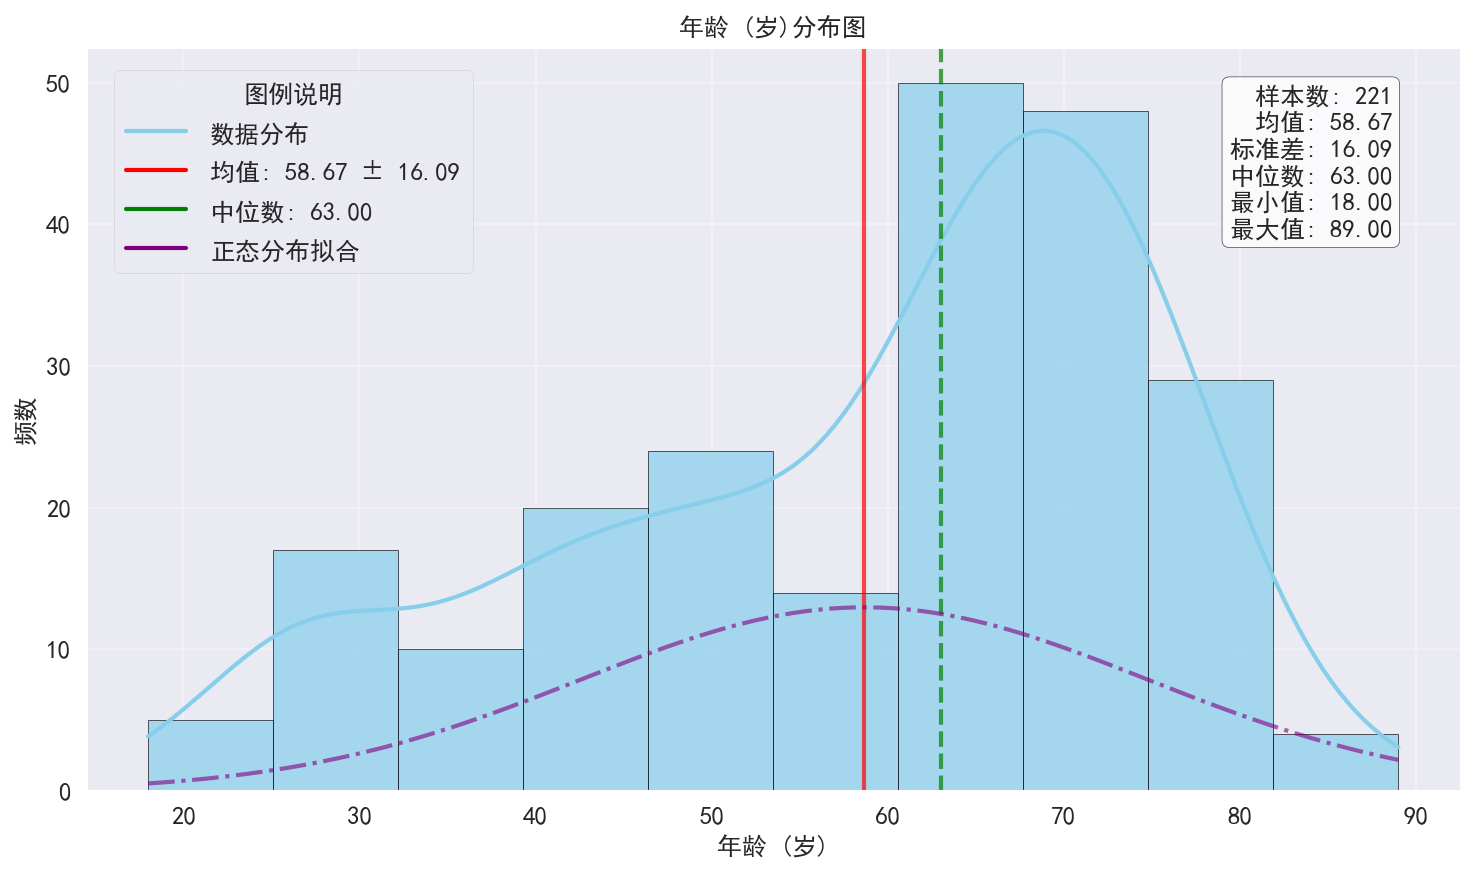 年龄 (岁)分布图
图例说明
数据分布
均值: 58.67 ± 16.09
中位数: 63.00
正态分布拟合
样本数: 221
均值: 58.67
标准差: 16.09
中位数: 63.00
最小值: 18.00
最大值: 89.00
频数
50
40
30
20
10
0
20 30 40 50 60 70 80 90
年龄 (岁)